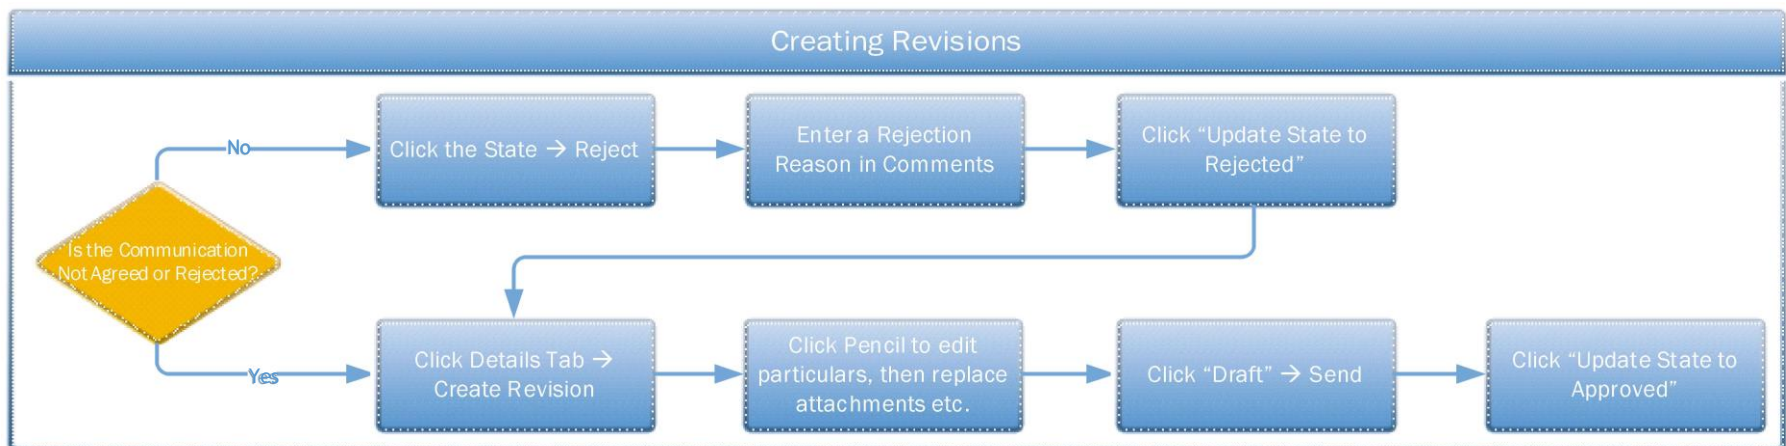 Creating Revisions
No
Click the State → Reject
Enter a Rejection
Reason in Comments
Click “Update State to
Rejected”
Is the Communication
Not Agreed or Rejected?
Yes
Click Details Tab →
Create Revision
Click Pencil to edit
particulars, then replace
attachments etc.
Click “Draft” → Send
Click “Update State to
Approved”